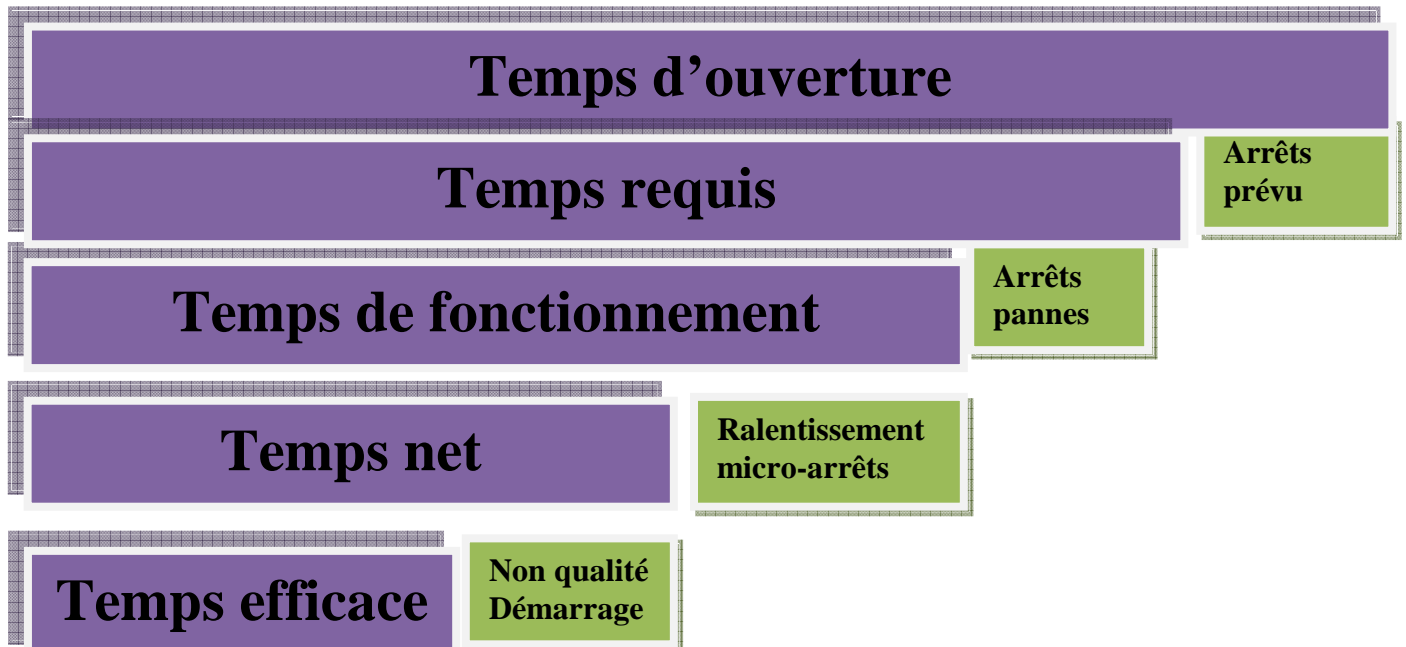 Temps d’ouverture
Temps requis
Arrêts
prévu
Temps de fonctionnement
Arrêts
pannes
Temps net
Ralentissement
micro-arrêts
Temps efficace
Non qualité
Démarrage